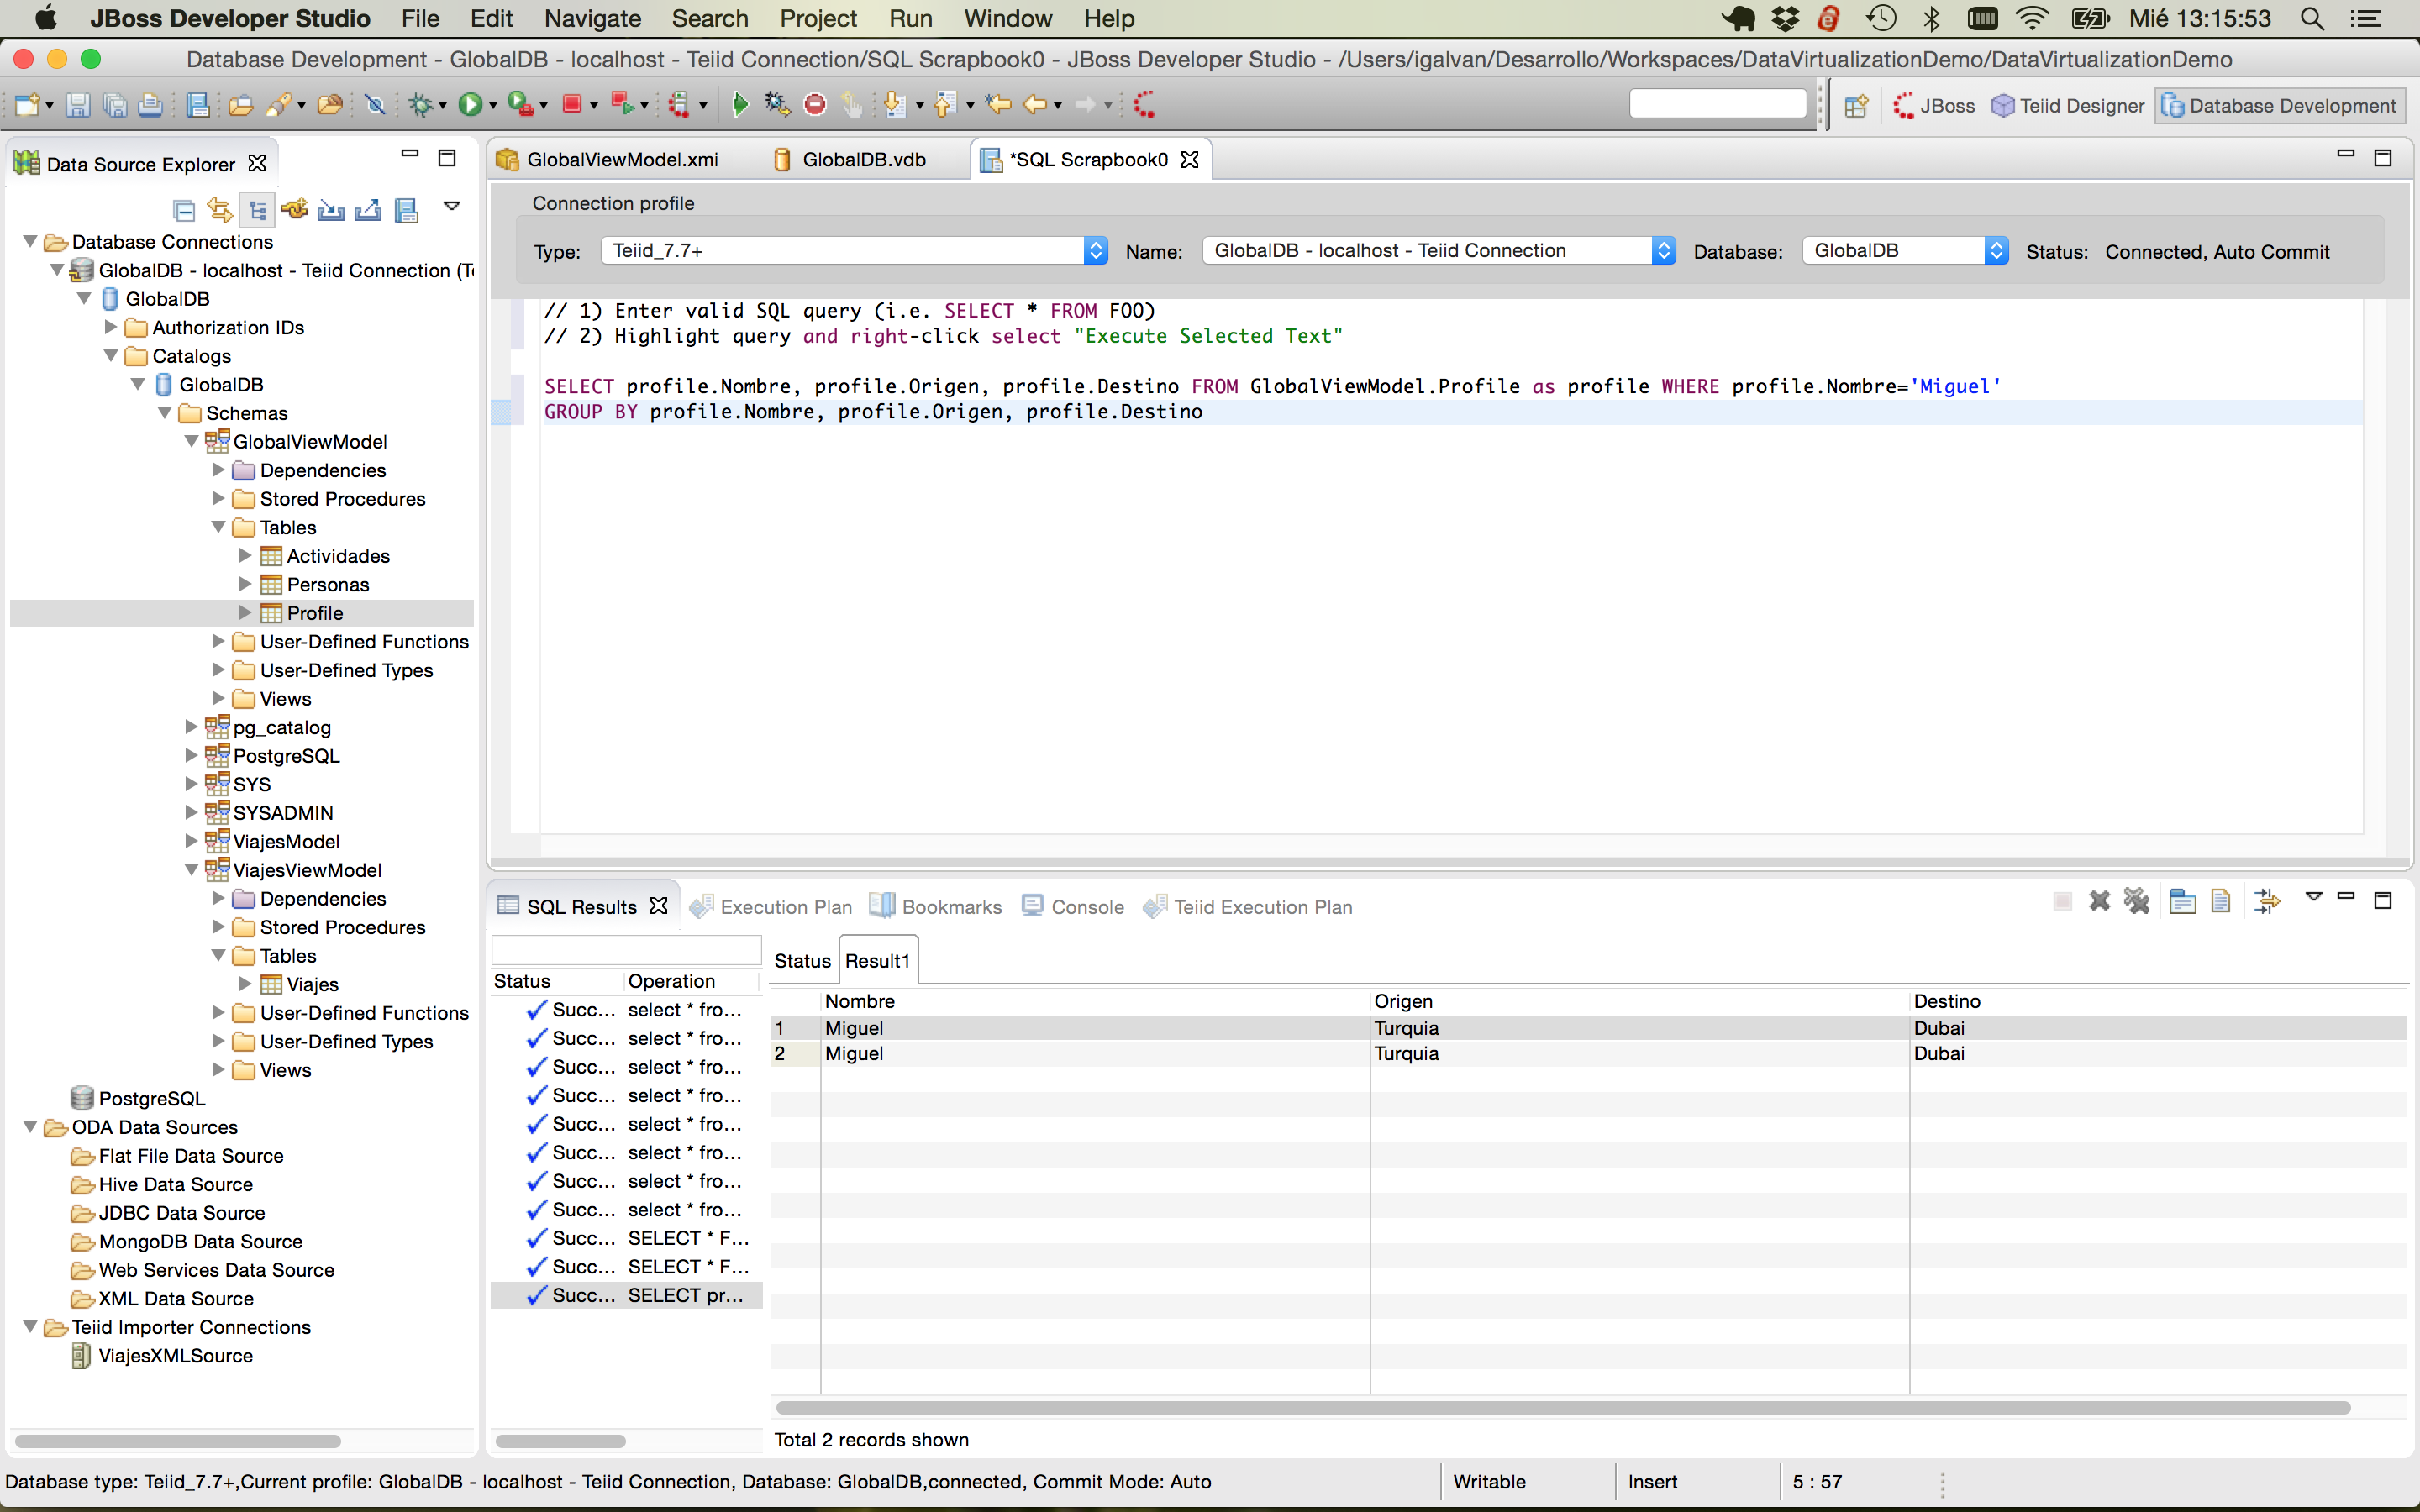 JBoss Developer Studio File Edit Navigate Search Project Run Window Help Mié 13:15:53
Database Development - GlobalDB - localhost - Teiid Connection/SQL Scrapbook0 - JBoss Developer Studio - /Users/igalvan/Desarrollo/Workspaces/DataVirtualizationDemo/DataVirtualizationDemo
JBoss Teiid Designer Database Development
Data Source Explorer
Database Connections
GlobalDB - localhost - Teiid Connection (Te
GlobalDB
Authorization IDs
Catalogs
GlobalDB
Schemas
GlobalViewModel
Dependencies
Stored Procedures
Tables
Actividades
Personas
Profile
User-Defined Functions
User-Defined Types
Views
pg_catalog
PostgreSQL
SYS
SYSADMIN
ViajesModel
ViajesViewModel
Dependencies
Stored Procedures
Tables
Viajes
User-Defined Functions
User-Defined Types
Views
PostgreSQL
ODA Data Sources
Flat File Data Source
Hive Data Source
JDBC Data Source
MongoDB Data Source
Web Services Data Source
XML Data Source
Teiid Importer Connections
ViajesXMLSource
GlobalViewModel.xmi GlobalDB.vdb *SQL Scrapbook0
Connection profile
Type: Teiid_7.7+ Name: GlobalDB - localhost - Teiid Connection Database: GlobalDB Status: Connected, Auto Commit
// 1) Enter valid SQL query (i.e. SELECT * FROM FOO)
// 2) Highlight query and right-click select "Execute Selected Text"
SELECT profile.Nombre, profile.Origen, profile.Destino FROM GlobalViewModel.Profile as profile WHERE profile.Nombre='Miguel'
GROUP BY profile.Nombre, profile.Origen, profile.Destino
SQL Results Execution Plan Bookmarks Console Teiid Execution Plan
Status Operation
Succ... select * fro...
Succ... select * fro...
Succ... select * fro...
Succ... select * fro...
Succ... select * fro...
Succ... select * fro...
Succ... select * fro...
Succ... select * fro...
Succ... SELECT * F...
Succ... SELECT * F...
Succ... SELECT pr...
Status Result1
Nombre Origen Destino
1 Miguel Turquia Dubai
2 Miguel Turquia Dubai
Total 2 records shown
Database type: Teiid_7.7+,Current profile: GlobalDB - localhost - Teiid Connection, Database: GlobalDB,connected, Commit Mode: Auto Writable Insert 5 : 57